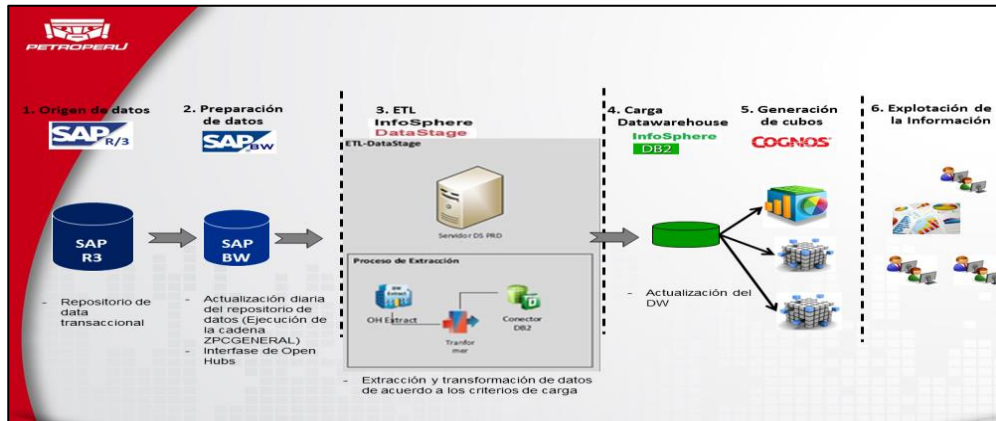 PETROPERÚ
1. Origen de datos
SAP R/3
2. Preparación
de datos
SAP BW
3. ETL
InfoSphere
DataStage
4. Carga
Datawarehouse
InfoSphere
DB2
5. Generación
de cubos
COGNOS
6. Explotación de
la Información
ETL-DataStage
Servidor DS PRD
SAP
R3
SAP
BW
Proceso de Extracción
DW
Extract
OH Extract
Tranfor
mer
Conector
DB2
- Repositorio de
data
transaccional
- Actualización diaria
del repositorio de
datos (Ejecución de
la cadena
ZPCGENERAL)
- Interfase de Open
Hubs
- Extracción y transformación de datos
de acuerdo a los criterios de carga
- Actualización del
DW